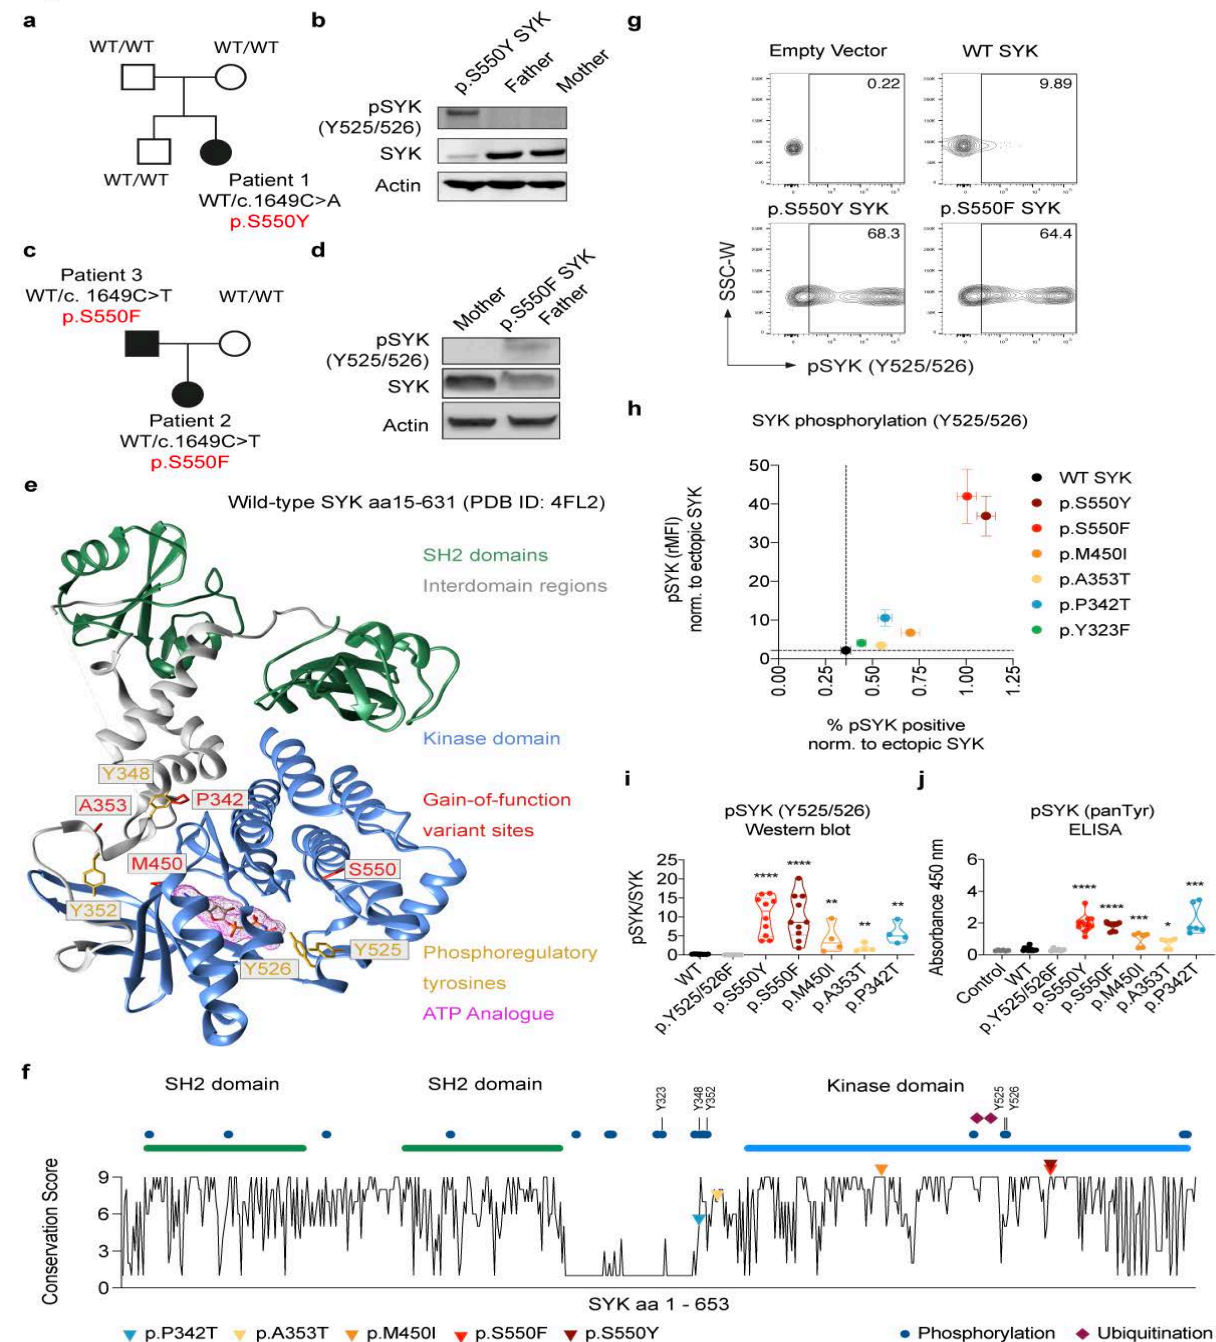 a
WT/WT
WT/WT
WT/WT
Patient 1
WT/c.1649C>A
p.S550Y
b
p.S550Y SYK
Father
Mother
pSYK
(Y525/526)
SYK
Actin
c
Patient 3
WT/c. 1649C>T
p.S550F
WT/WT
Patient 2
WT/c.1649C>T
p.S550F
d
Mother
p.S550F SYK
Father
pSYK
(Y525/526)
SYK
Actin
e
Wild-type SYK aa15-631 (PDB ID: 4FL2)
SH2 domains
Interdomain regions
Kinase domain
Gain-of-function
variant sites
Phosphoregulatory
tyrosines
ATP Analogue
Y348
A353
P342
M450
S550
Y352
Y525
Y526
f
SH2 domain
SH2 domain
Kinase domain
Y323
Y348
Y352
Y525
Y526
Conservation Score
9
6
3
0
SYK aa 1 - 653
p.P342T
p.A353T
p.M450I
p.S550F
p.S550Y
Phosphorylation
Ubiquitination
g
Empty Vector
WT SYK
0.22
9.89
p.S550Y SYK
p.S550F SYK
68.3
64.4
SSC-W
pSYK (Y525/526)
h
SYK phosphorylation (Y525/526)
pSYK (rMFI)
norm. to ectopic SYK
50
40
30
20
10
0
0.00
0.25
0.50
0.75
1.00
1.25
% pSYK positive
norm. to ectopic SYK
WT SYK
p.S550Y
p.S550F
p.M450I
p.A353T
p.P342T
p.Y323F
i
pSYK (Y525/526)
Western blot
pSYK/SYK
25
20
15
10
5
0
****
****
**
**
**
WT
p.Y525/526F
p.S550Y
p.S550F
p.M450I
p.A353T
p.P342T
j
pSYK (panTyr)
ELISA
Absorbance 450 nm
6
4
2
0
****
****
***
*
***
Control
WT
p.Y525/526F
p.S550Y
p.S550F
p.M450I
p.A353T
p.P342T